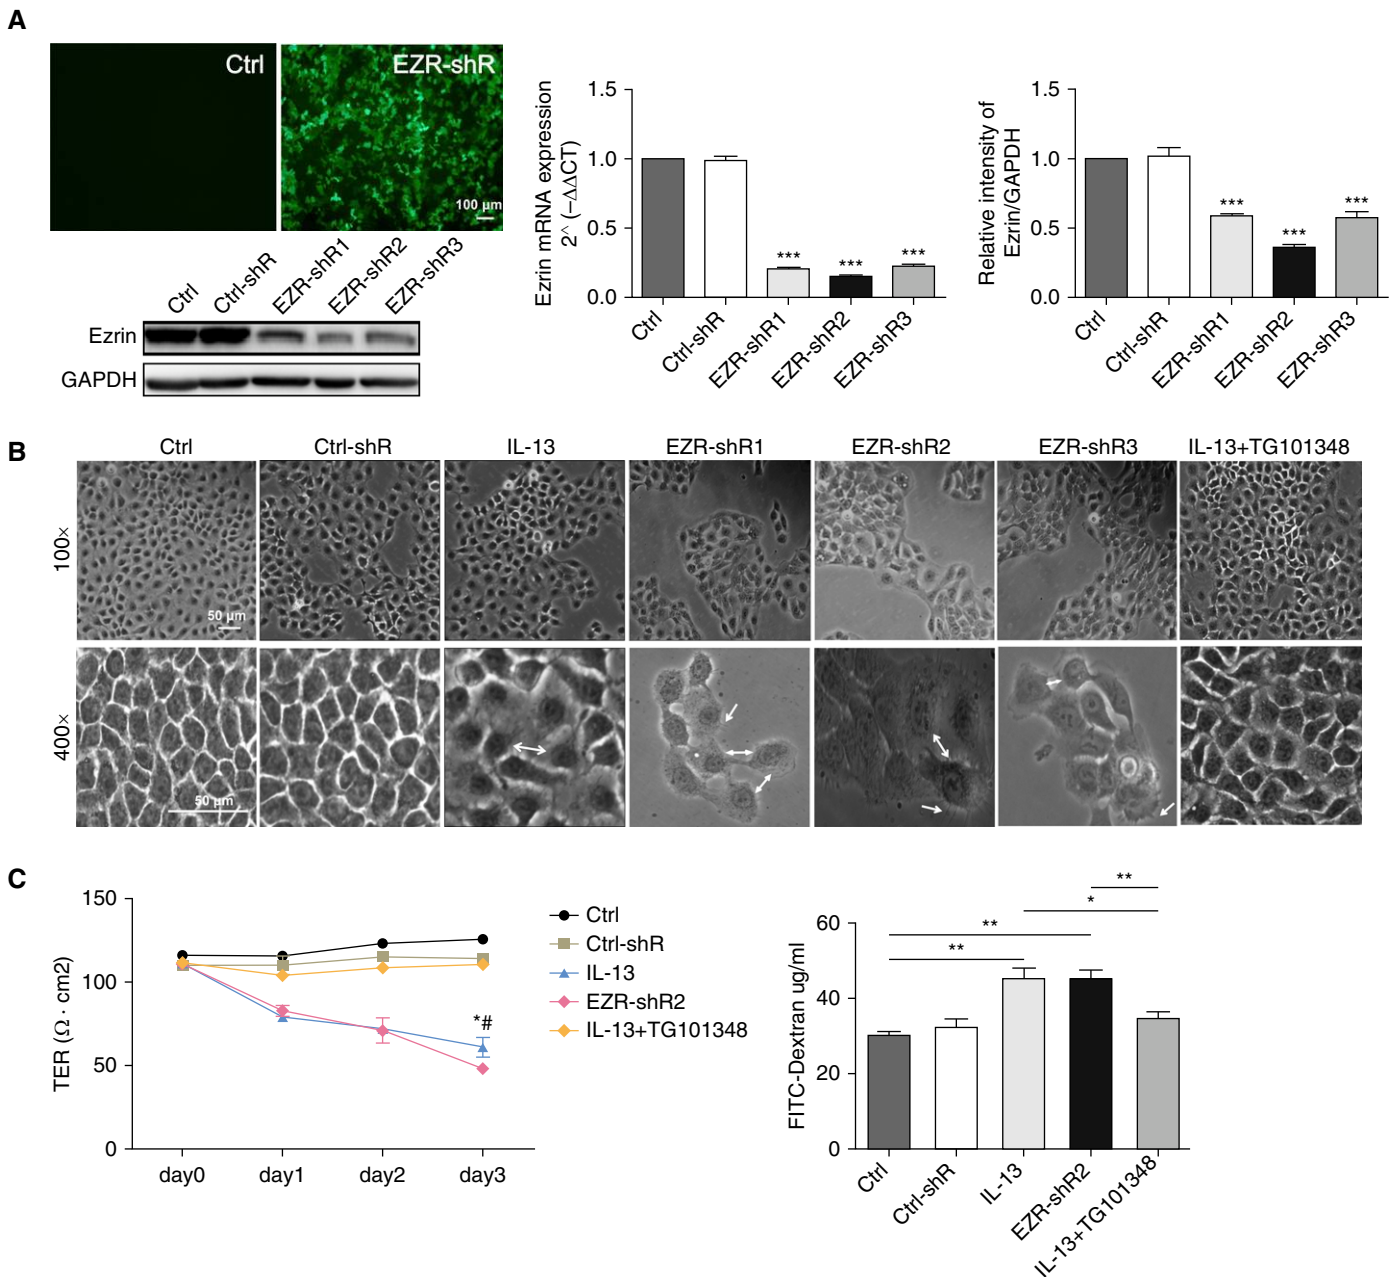 A
Ctrl
EZR-shR
100 µm
Ctrl
Ctrl-shR
EZR-shR1
EZR-shR2
EZR-shR3
Ezrin
GAPDH
Ezrin mRNA expression
2^ (−ΔΔCT)
1.5
1.0
0.5
0.0
***
***
***
Ctrl
Ctrl-shR
EZR-shR1
EZR-shR2
EZR-shR3
Relative intensity of
Ezrin/GAPDH
1.5
1.0
0.5
0.0
***
***
***
Ctrl
Ctrl-shR
EZR-shR1
EZR-shR2
EZR-shR3
B
Ctrl
Ctrl-shR
IL-13
EZR-shR1
EZR-shR2
EZR-shR3
IL-13+TG101348
100×
50 µm
400×
50 µm
C
TER (Ω · cm2)
150
100
50
0
*#
day0
day1
day2
day3
Ctrl
Ctrl-shR
IL-13
EZR-shR2
IL-13+TG101348
FITC-Dextran ug/ml
60
40
20
0
**
*
**
**
Ctrl
Ctrl-shR
IL-13
EZR-shR2
IL-13+TG101348